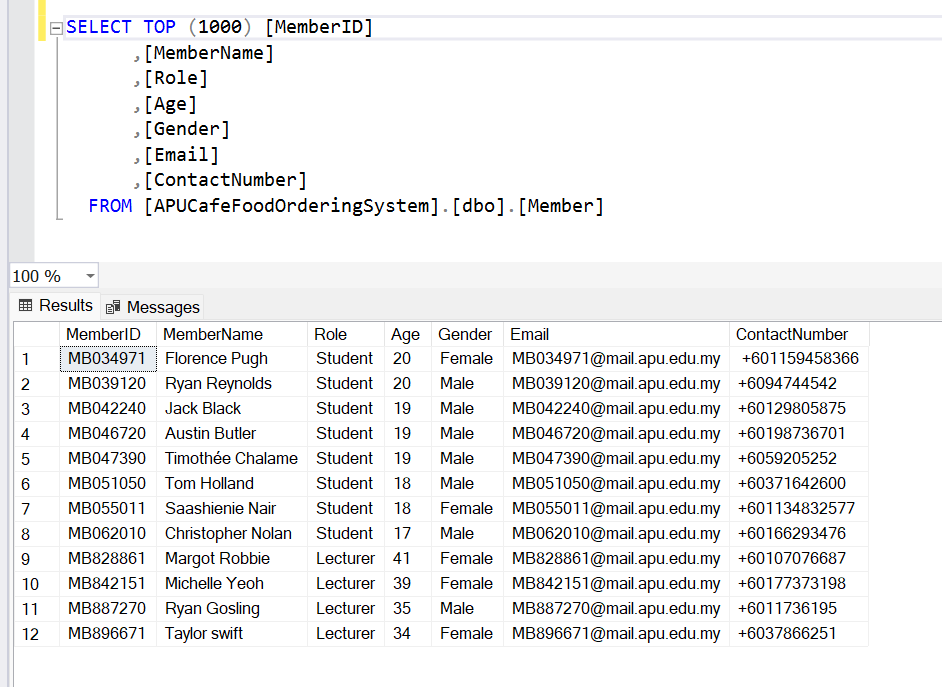 SELECT TOP (1000) [MemberID]
,[MemberName]
,[Role]
,[Age]
,[Gender]
,[Email]
,[ContactNumber]
FROM [APUCafeFoodOrderingSystem].[dbo].[Member]
100 %
Results Messages
MemberID MemberName Role Age Gender Email ContactNumber
1 MB034971 Florence Pugh Student 20 Female MB034971@mail.apu.edu.my +601159458366
2 MB039120 Ryan Reynolds Student 20 Male MB039120@mail.apu.edu.my +6094744542
3 MB042240 Jack Black Student 19 Male MB042240@mail.apu.edu.my +60129805875
4 MB046720 Austin Butler Student 19 Male MB046720@mail.apu.edu.my +60198736701
5 MB047390 Timothée Chalame Student 19 Male MB047390@mail.apu.edu.my +6059205252
6 MB051050 Tom Holland Student 18 Male MB051050@mail.apu.edu.my +60371642600
7 MB055011 Saashienie Nair Student 18 Female MB055011@mail.apu.edu.my +601134832577
8 MB062010 Christopher Nolan Student 17 Male MB062010@mail.apu.edu.my +60166293476
9 MB828861 Margot Robbie Lecturer 41 Female MB828861@mail.apu.edu.my +60107076687
10 MB842151 Michelle Yeoh Lecturer 39 Female MB842151@mail.apu.edu.my +60177373198
11 MB887270 Ryan Gosling Lecturer 35 Male MB887270@mail.apu.edu.my +6011736195
12 MB896671 Taylor swift Lecturer 34 Female MB896671@mail.apu.edu.my +6037866251